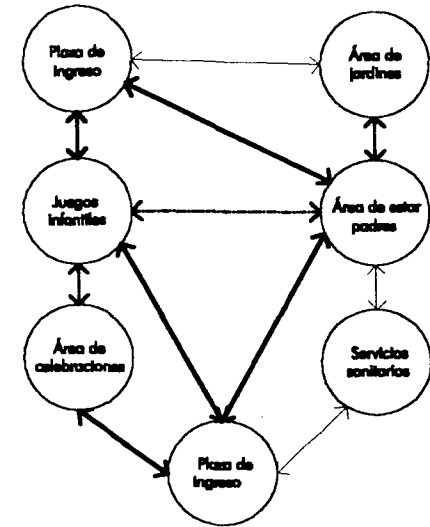 Plaza de
Ingreso
Área de
jardines
Juegos
Infantiles
Área de estar
padres
Área de
celebraciones
Servicios
sanitarios
Plaza de
Ingreso